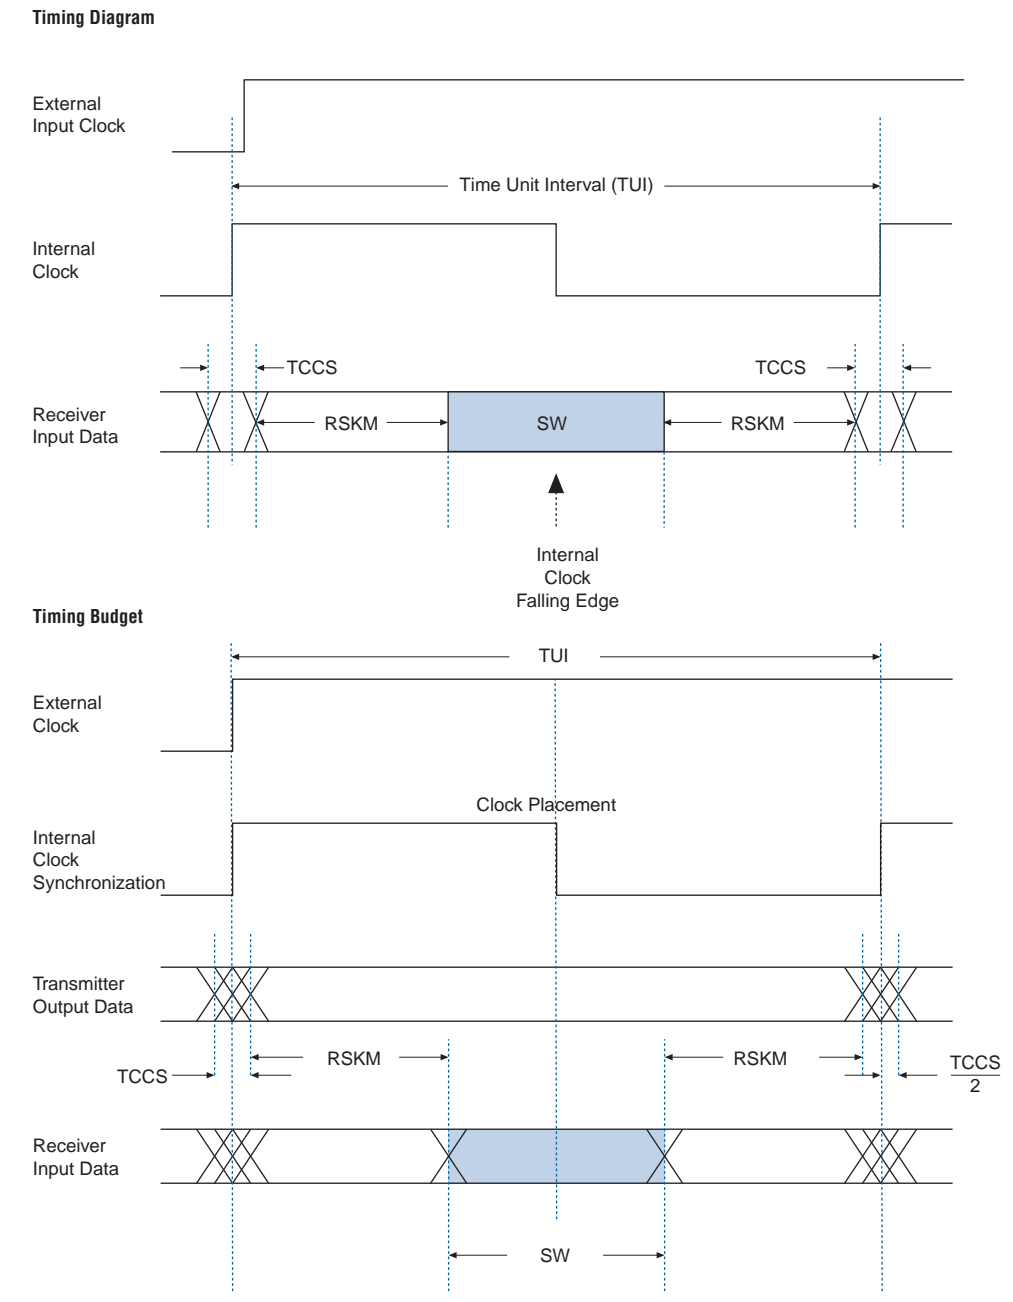 Timing Diagram
External
Input Clock
Time Unit Interval (TUI)
Internal
Clock
TCCS
TCCS
Receiver
Input Data
RSKM
SW
RSKM
Internal
Clock
Falling Edge
Timing Budget
TUI
External
Clock
Clock Placement
Internal
Clock
Synchronization
Transmitter
Output Data
RSKM
RSKM
TCCS
TCCS
2
Receiver
Input Data
SW